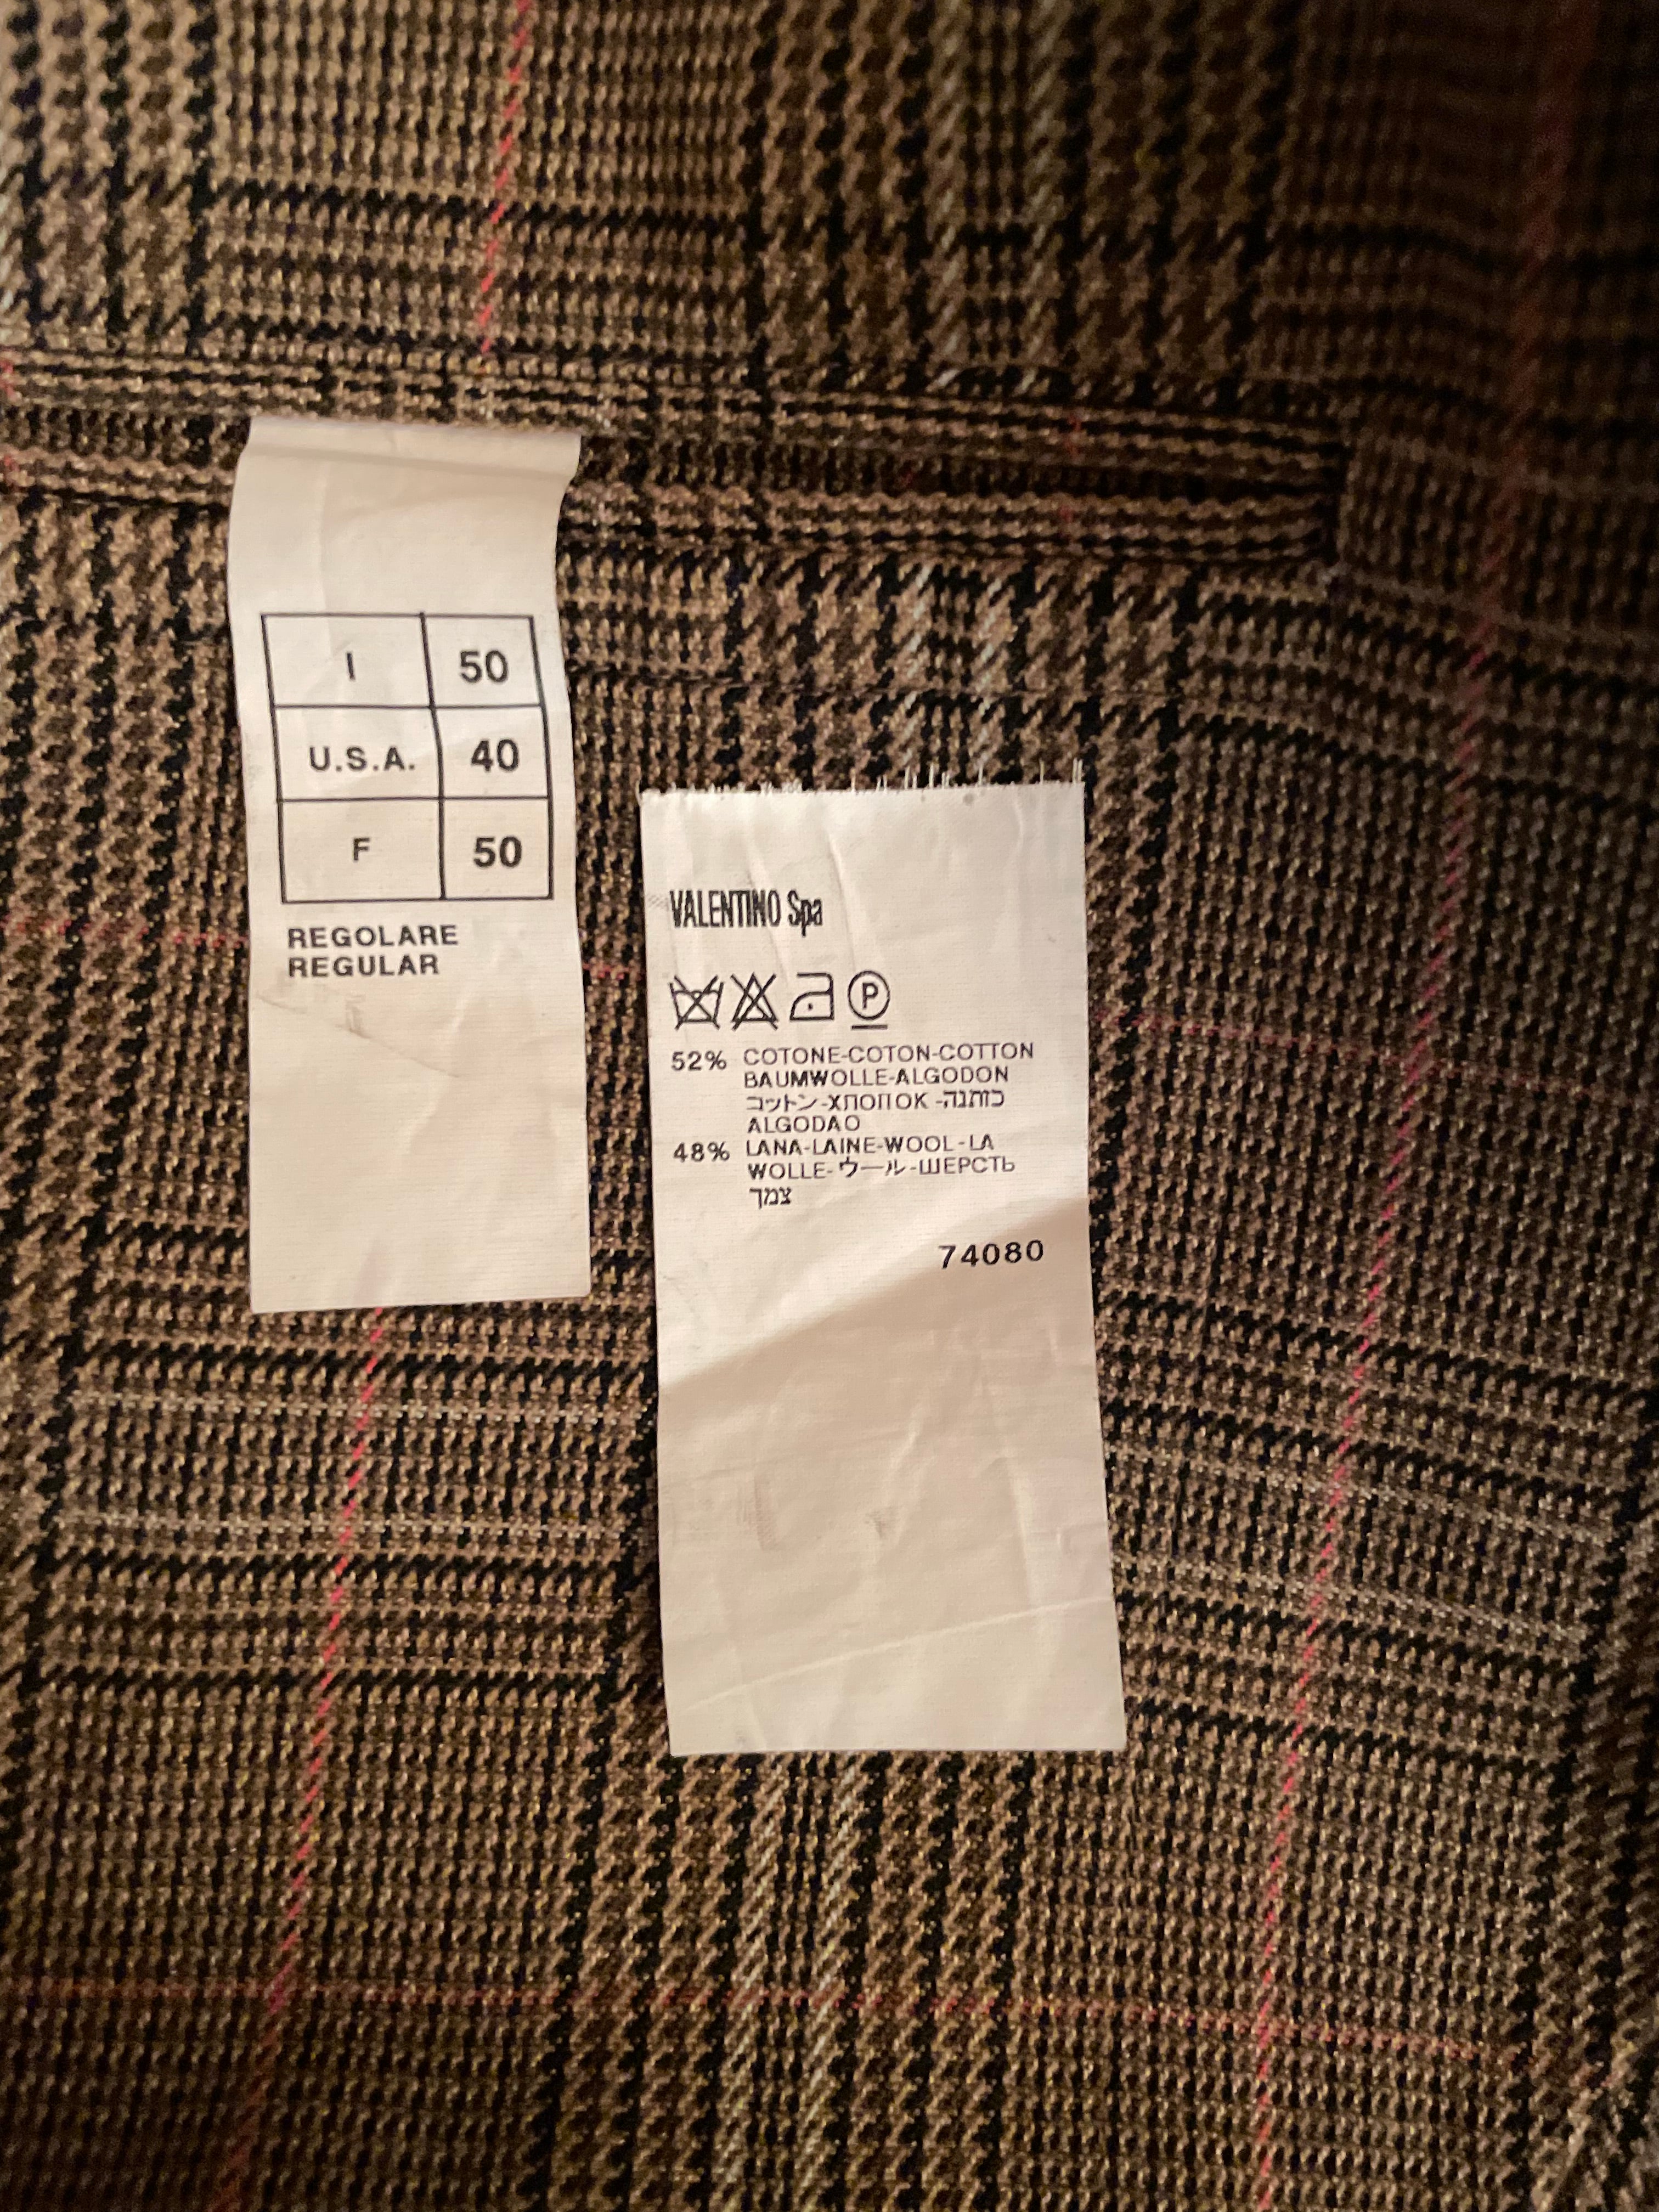 I 50
U.S.A. 40
F 50
REGOLARE
REGULAR
VALENTINO Spa
P
52% COTONE-COTON-COTTON
BAUMWOLLE-ALGODON
コットン-ХЛОПОК -כותנה
ALGODAO
48% LANA-LAINE-WOOL-LA
WOLLE-ウール-ШЕРСТЬ
צמך
74080